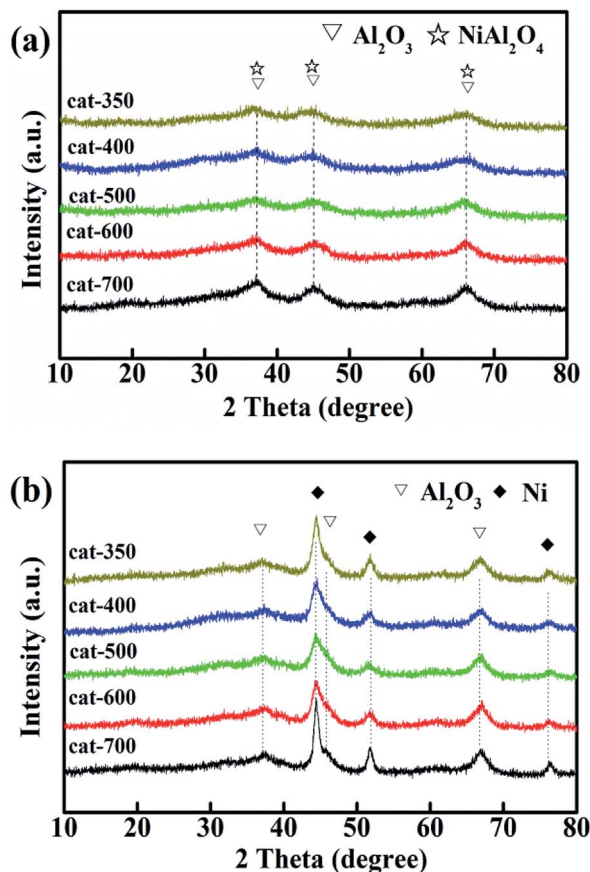 (a)
▽ Al₂O₃ ☆ NiAl₂O₄
cat-350
cat-400
cat-500
cat-600
cat-700
Intensity (a.u.)
10 20 30 40 50 60 70 80
2 Theta (degree)
(b)
▽ Al₂O₃ ◆ Ni
cat-350
cat-400
cat-500
cat-600
cat-700
Intensity (a.u.)
10 20 30 40 50 60 70 80
2 Theta (degree)